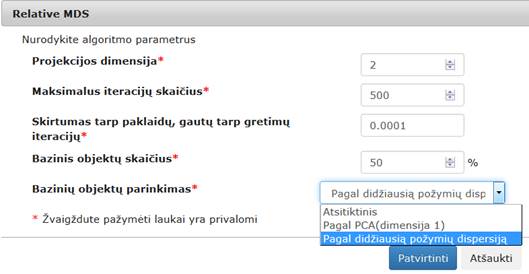 Relative MDS
Nurodykite algoritmo parametrus
Projekcijos dimensija* 2
Maksimalus iteracijų skaičius* 500
Skirtumas tarp paklaidų, gautų tarp gretimų
iteracijų* 0.0001
Bazinis objektų skaičius* 50 %
Bazinių objektų parinkimas* Pagal didžiausią požymių disp
Atsitiktinis
Pagal PCA(dimensija 1)
Pagal didžiausią požymių dispersiją
* Žvaigždute pažymėti laukai yra privalomi
Patvirtinti Atšaukti